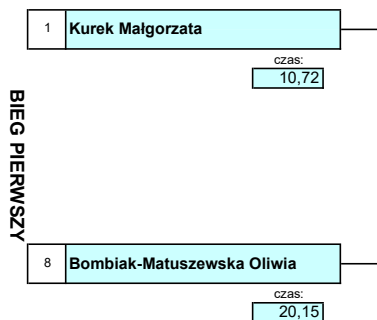 1 Kurek Małgorzata
czas:
10,72
BIEG PIERWSZY
8 Bombiak-Matuszewska Oliwia
czas:
20,15